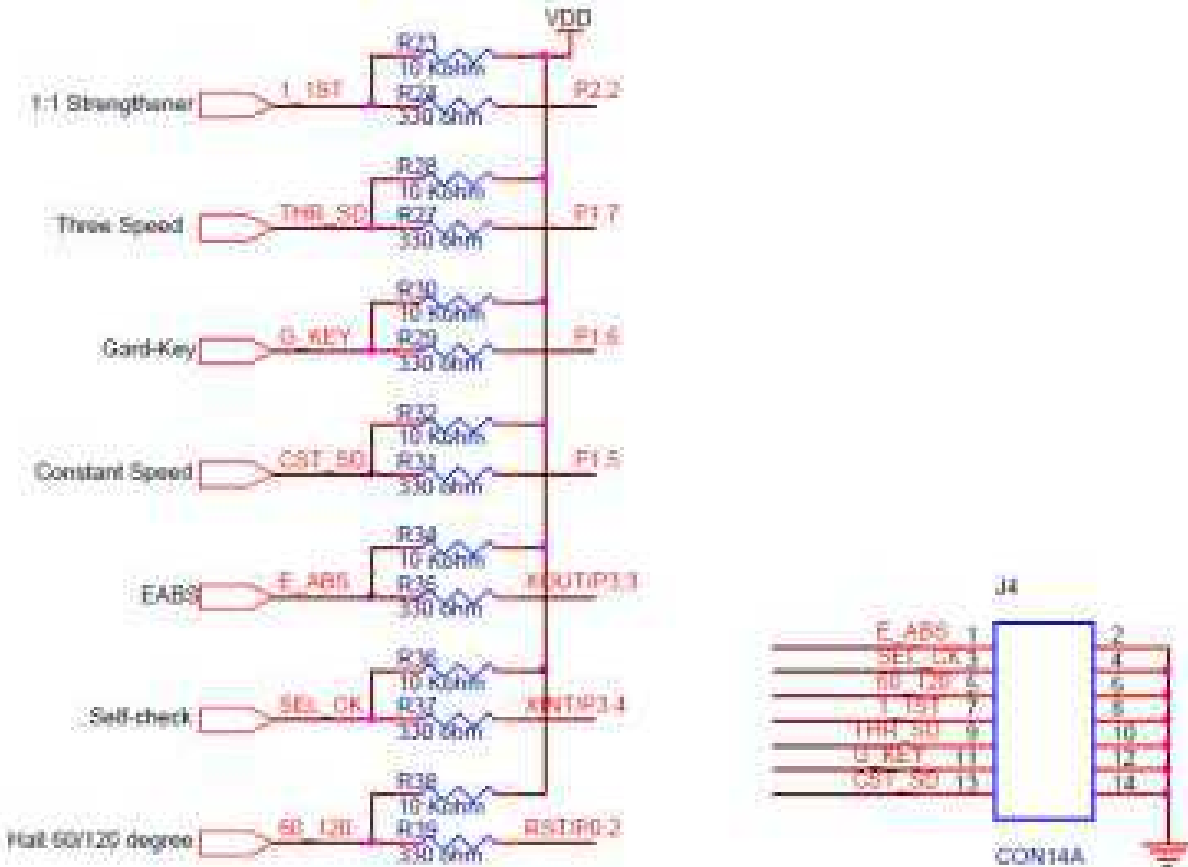 VDD
R23
10 Kohm
1:1 Strengthener
1_1ST
R24
330 ohm
P2.2
R28
10 Kohm
Three Speed
THR_SD
R27
330 ohm
P1.7
R30
10 Kohm
Gard-Key
G_KEY
R29
330 ohm
P1.6
R32
10 Kohm
Constant Speed
CST_SD
R31
330 ohm
P1.5
R34
10 Kohm
EABS
E_ABS
R35
330 ohm
XOUT/P3.3
R36
10 Kohm
Self-check
SEL_CK
R37
330 ohm
XINT/P3.4
R38
10 Kohm
Hall 60/120 degree
60_120
R39
330 ohm
RST/P0.2
J4
E_ABS 1 2
SEL_CK 3 4
60_120 5 6
1_1ST 7 8
THR_SD 9 10
G_KEY 11 12
CST_SD 13 14
CON14A